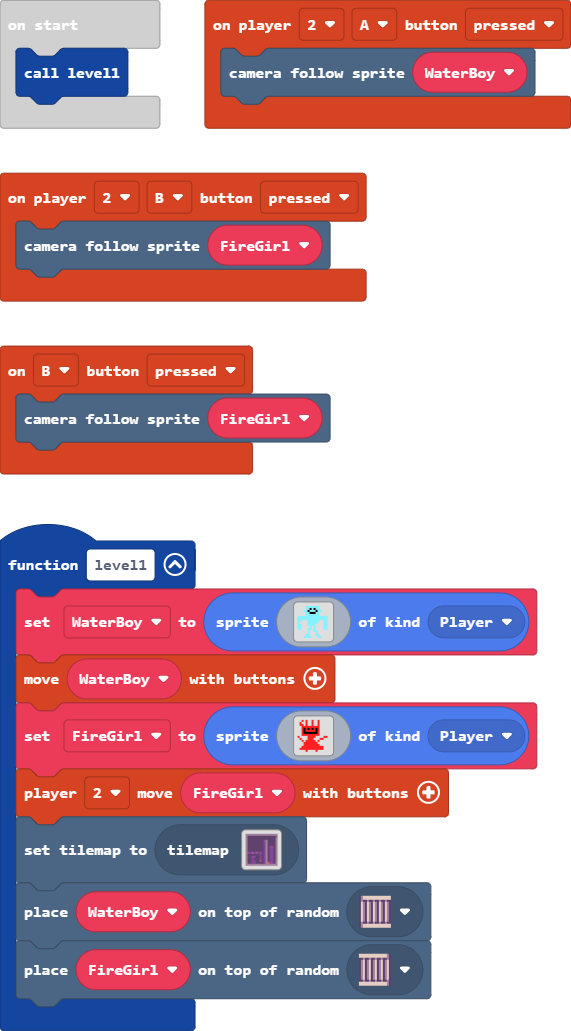 on start
call level1
on player 2 A button pressed
camera follow sprite WaterBoy
on player 2 B button pressed
camera follow sprite FireGirl
on B button pressed
camera follow sprite FireGirl
function level1
set WaterBoy to sprite of kind Player
move WaterBoy with buttons
set FireGirl to sprite of kind Player
player 2 move FireGirl with buttons
set tilemap to tilemap
place WaterBoy on top of random
place FireGirl on top of random